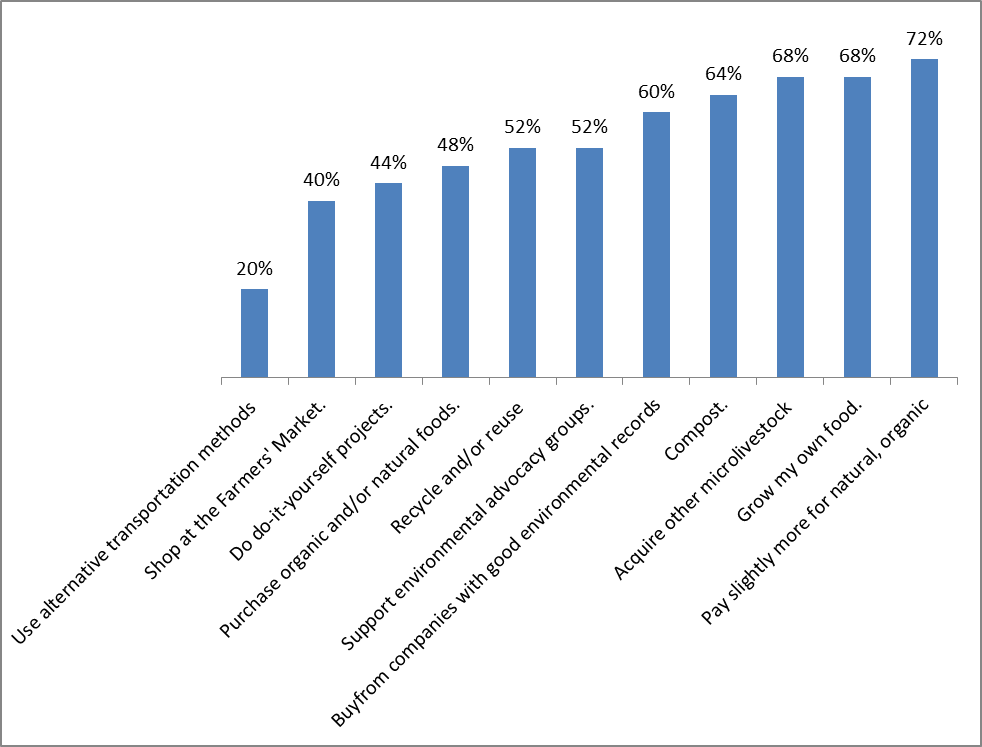 20%
40%
44%
48%
52%
52%
60%
64%
68%
68%
72%
Use alternative transportation methods
Shop at the Farmers' Market.
Do do-it-yourself projects.
Purchase organic and/or natural foods.
Recycle and/or reuse
Support environmental advocacy groups.
Buyfrom companies with good environmental records
Compost.
Acquire other microlivestock
Grow my own food.
Pay slightly more for natural, organic